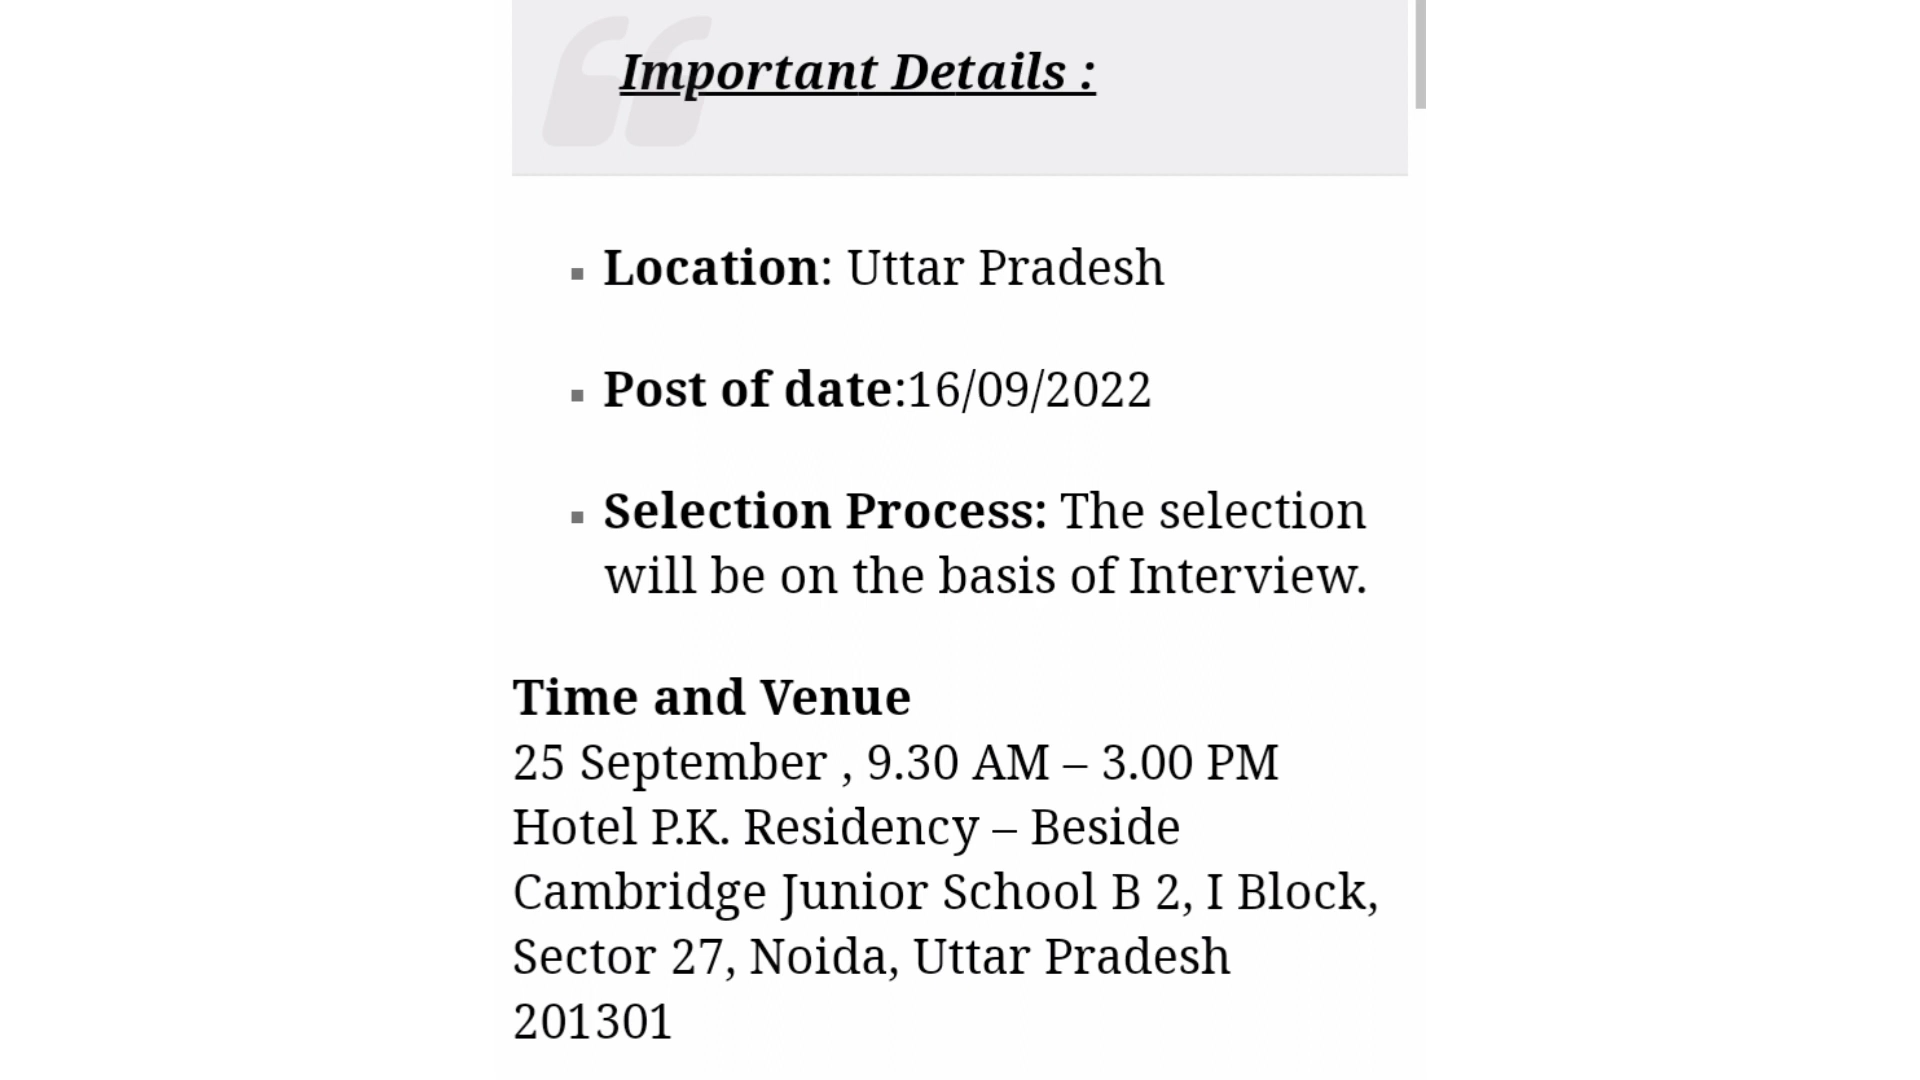 Important Details :
Location: Uttar Pradesh
Post of date:16/09/2022
Selection Process: The selection
will be on the basis of Interview.
Time and Venue
25 September , 9.30 AM – 3.00 PM
Hotel P.K. Residency – Beside
Cambridge Junior School B 2, I Block,
Sector 27, Noida, Uttar Pradesh
201301